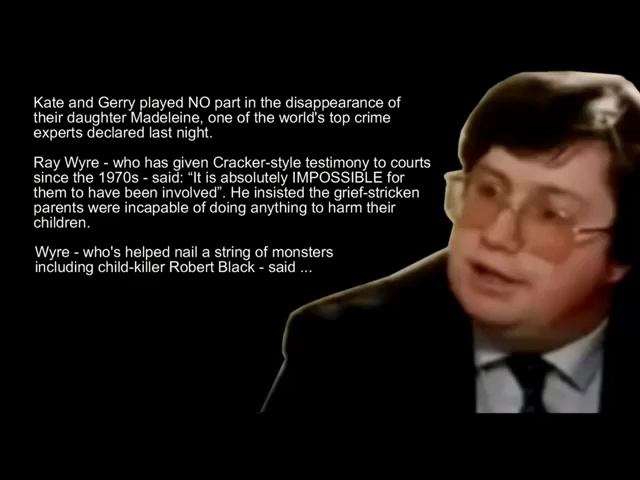 Kate and Gerry played NO part in the disappearance of
their daughter Madeleine, one of the world's top crime
experts declared last night.
Ray Wyre - who has given Cracker-style testimony to courts
since the 1970s - said: “It is absolutely IMPOSSIBLE for
them to have been involved”. He insisted the grief-stricken
parents were incapable of doing anything to harm their
children.
Wyre - who's helped nail a string of monsters
including child-killer Robert Black - said ...